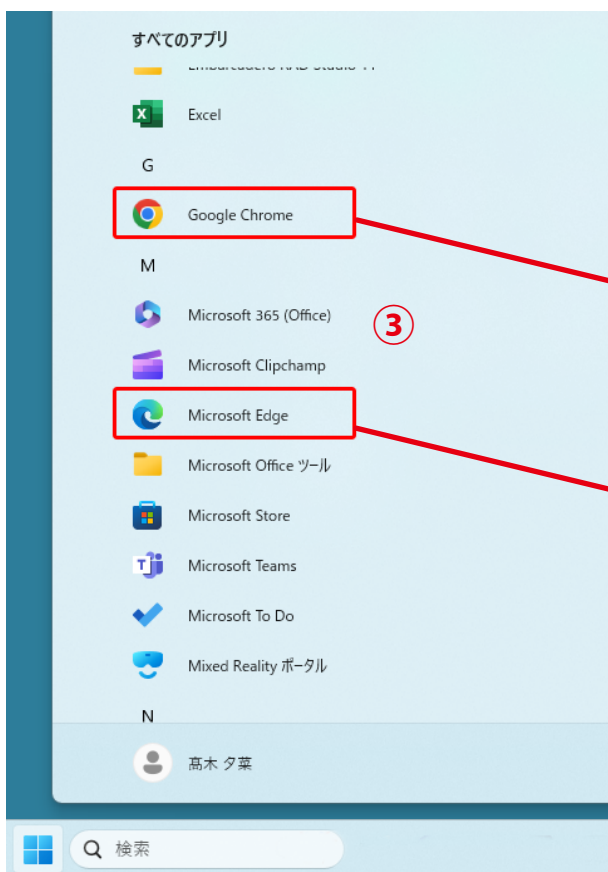 すべてのアプリ
Excel
G
Google Chrome
M
Microsoft 365 (Office)
③
Microsoft Clipchamp
Microsoft Edge
Microsoft Office ツール
Microsoft Store
Microsoft Teams
Microsoft To Do
Mixed Reality ポータル
N
髙木 夕菜
検索